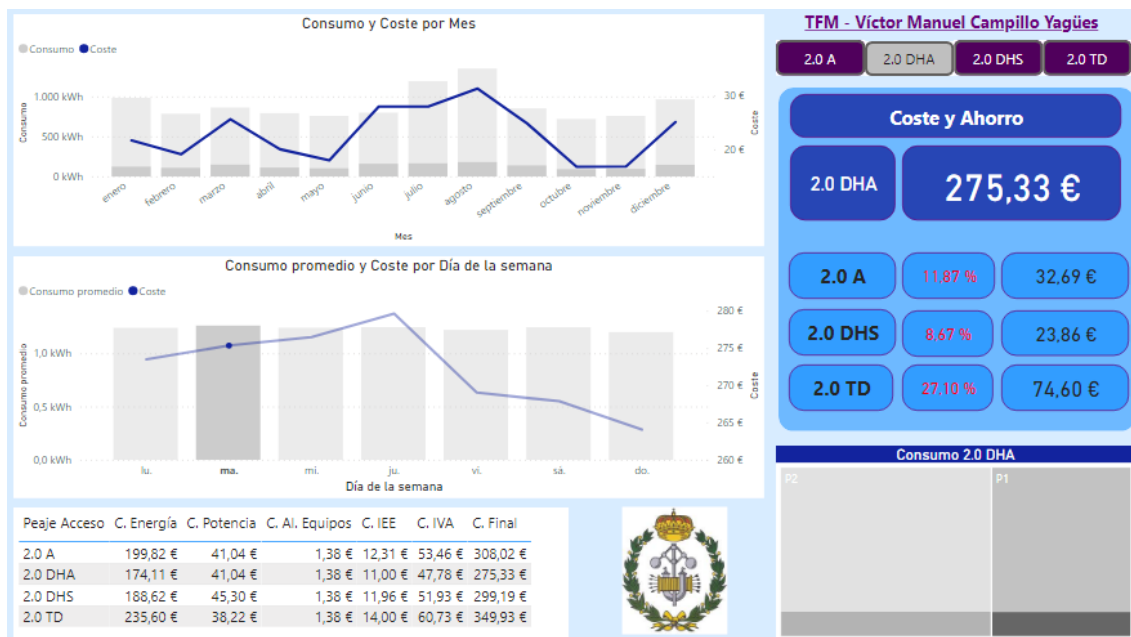 Consumo y Coste por Mes
Consumo Coste
Consumo
1.000 kWh
500 kWh
0 kWh
30 €
20 €
Coste
enero febrero marzo abril mayo junio julio agosto septiembre octubre noviembre diciembre
Mes
Consumo promedio y Coste por Día de la semana
Consumo promedio Coste
Consumo promedio
1,0 kWh
0,5 kWh
0,0 kWh
280 €
275 €
270 €
265 €
260 €
Coste
lu. ma. mi. ju. vi. sá. do.
Día de la semana
Peaje Acceso C. Energía C. Potencia C. Al. Equipos C. IEE C. IVA C. Final
2.0 A 199,82 € 41,04 € 1,38 € 12,31 € 53,46 € 308,02 €
2.0 DHA 174,11 € 41,04 € 1,38 € 11,00 € 47,78 € 275,33 €
2.0 DHS 188,62 € 45,30 € 1,38 € 11,96 € 51,93 € 299,19 €
2.0 TD 235,60 € 38,22 € 1,38 € 14,00 € 60,73 € 349,93 €
TFM - Víctor Manuel Campillo Yagües
2.0 A 2.0 DHA 2.0 DHS 2.0 TD
Coste y Ahorro
2.0 DHA 275,33 €
2.0 A 11,87 % 32,69 €
2.0 DHS 8,67 % 23,86 €
2.0 TD 27,10 % 74,60 €
Consumo 2.0 DHA
P2 P1